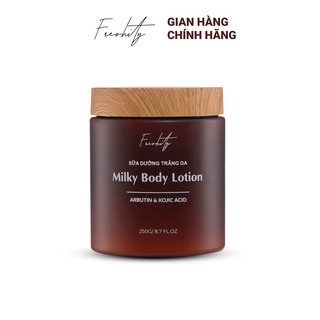 Freshity
GIAN HÀNG
CHÍNH HÃNG
Freshity
SỮA DƯỠNG TRẮNG DA
Milky Body Lotion
ARBUTIN & KOJIC ACID
250G/ 8.7 FL.OZ